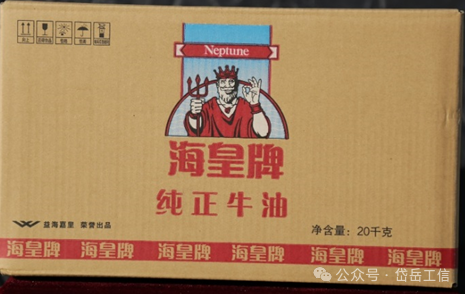 Neptune
海皇牌
纯正牛油
益海嘉里 荣誉出品
净含量: 20千克
海皇牌 海皇牌 海皇牌 海皇牌 海皇牌 海皇牌
公众号·岱岳工信